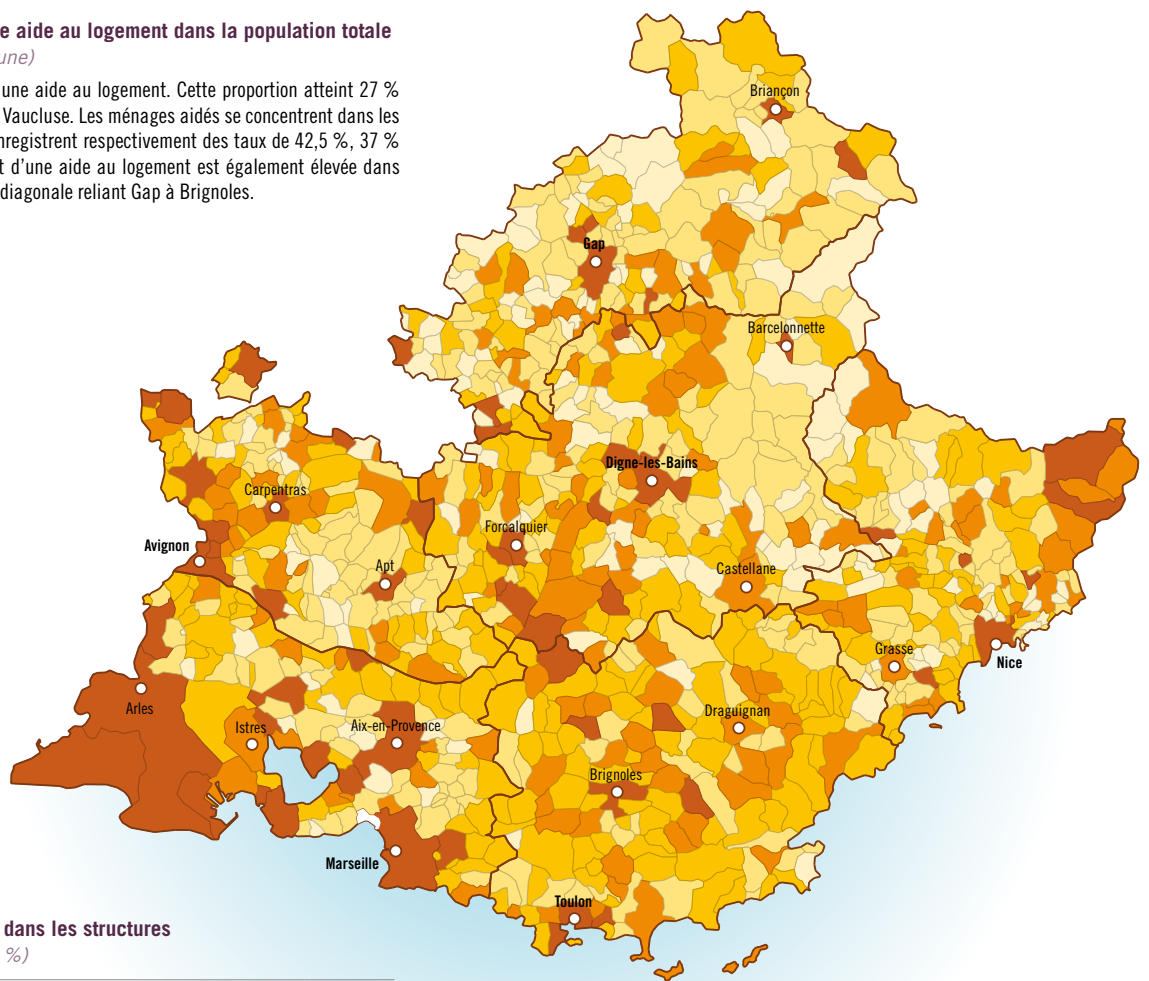 e aide au logement dans la population totale
une)
une aide au logement. Cette proportion atteint 27 %
Vaucluse. Les ménages aidés se concentrent dans les
nregistrent respectivement des taux de 42,5 %, 37 %
t d'une aide au logement est également élevée dans
diagonale reliant Gap à Brignoles.
Briançon
Gap
Barcelonnette
Digne-les-Bains
Carpentras
Forcalquier
Avignon
Apt
Castellane
Grasse
Nice
Arles
Istres
Aix-en-Provence
Draguignan
Brignoles
Marseille
Toulon
dans les structures
%)